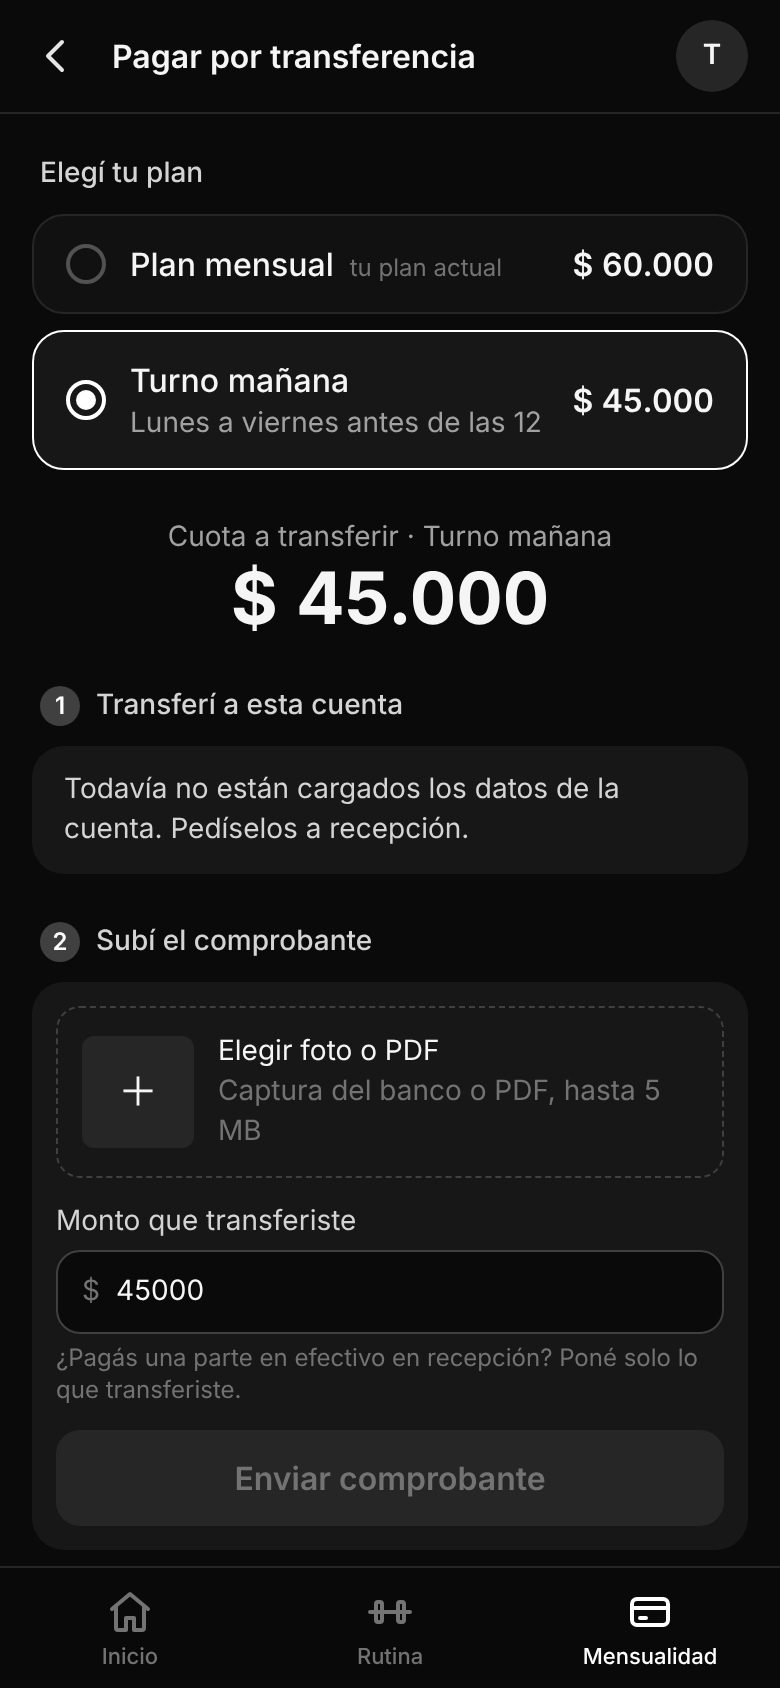 Pagar por transferencia
T
Elegí tu plan
Plan mensual tu plan actual $ 60.000
Turno mañana
Lunes a viernes antes de las 12
$ 45.000
Cuota a transferir · Turno mañana
$ 45.000
1 Transferí a esta cuenta
Todavía no están cargados los datos de la
cuenta. Pedíselos a recepción.
2 Subí el comprobante
Elegir foto o PDF
Captura del banco o PDF, hasta 5
MB
Monto que transferiste
$ 45000
¿Pagás una parte en efectivo en recepción? Poné solo lo
que transferiste.
Enviar comprobante
Inicio
Rutina
Mensualidad